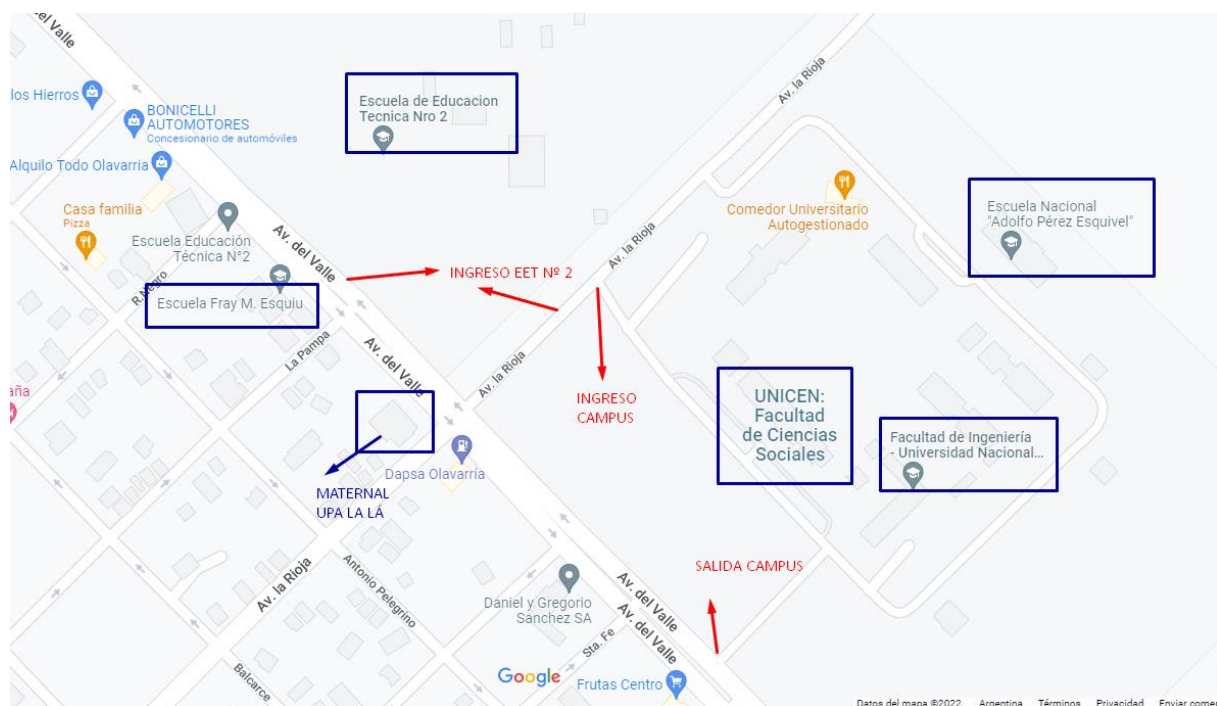 del Valle
Av. la Rioja
los Hierros
BONICELLI
AUTOMOTORES
Concesionario de automóviles
Escuela de Educacion
Tecnica Nro 2
Alquilo Todo Olavarria
Casa familia
Pizza
Comedor Universitario
Autogestionado
Escuela Nacional
"Adolfo Pérez Esquivel"
Escuela Educación
Técnica N°2
Av. del Valle
Av. la Rioja
R.Negro
Escuela Fray M. Esquiu
INGRESO EET Nº 2
La Pampa
Av. del Valle
Av. la Rioja
INGRESO
CAMPUS
aña
UNICEN:
Facultad
de Ciencias
Sociales
Facultad de Ingeniería
- Universidad Nacional...
Dapsa Olavarría
MATERNAL
UPA LA LÁ
Av. la Rioja
Antonio Pelegrino
SALIDA CAMPUS
Daniel y Gregorio
Sanchez SA
Av. del Valle
Av. del Valle
Sta. Fe
Balcarce
Google
Frutas Centro
Datos del mapa ©2022 Argentina Términos Privacidad Enviar comen